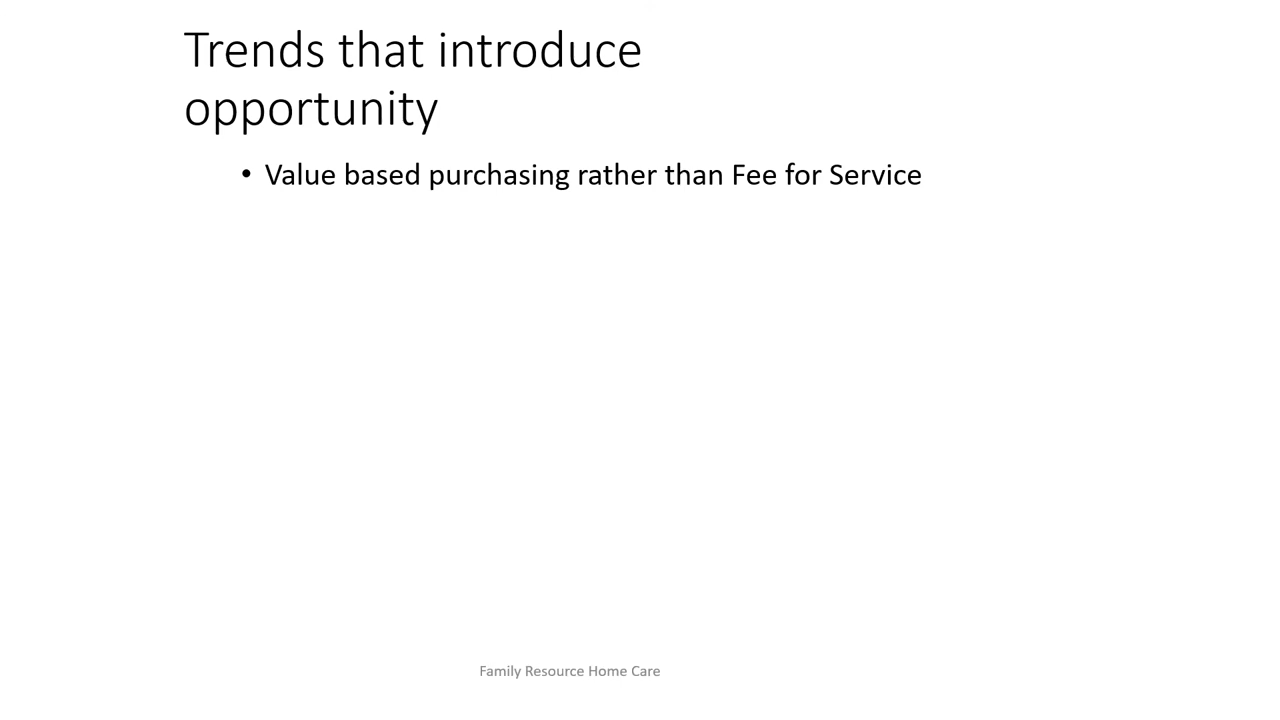 Trends that introduce
opportunity
• Value based purchasing rather than Fee for Service
Family Resource Home Care